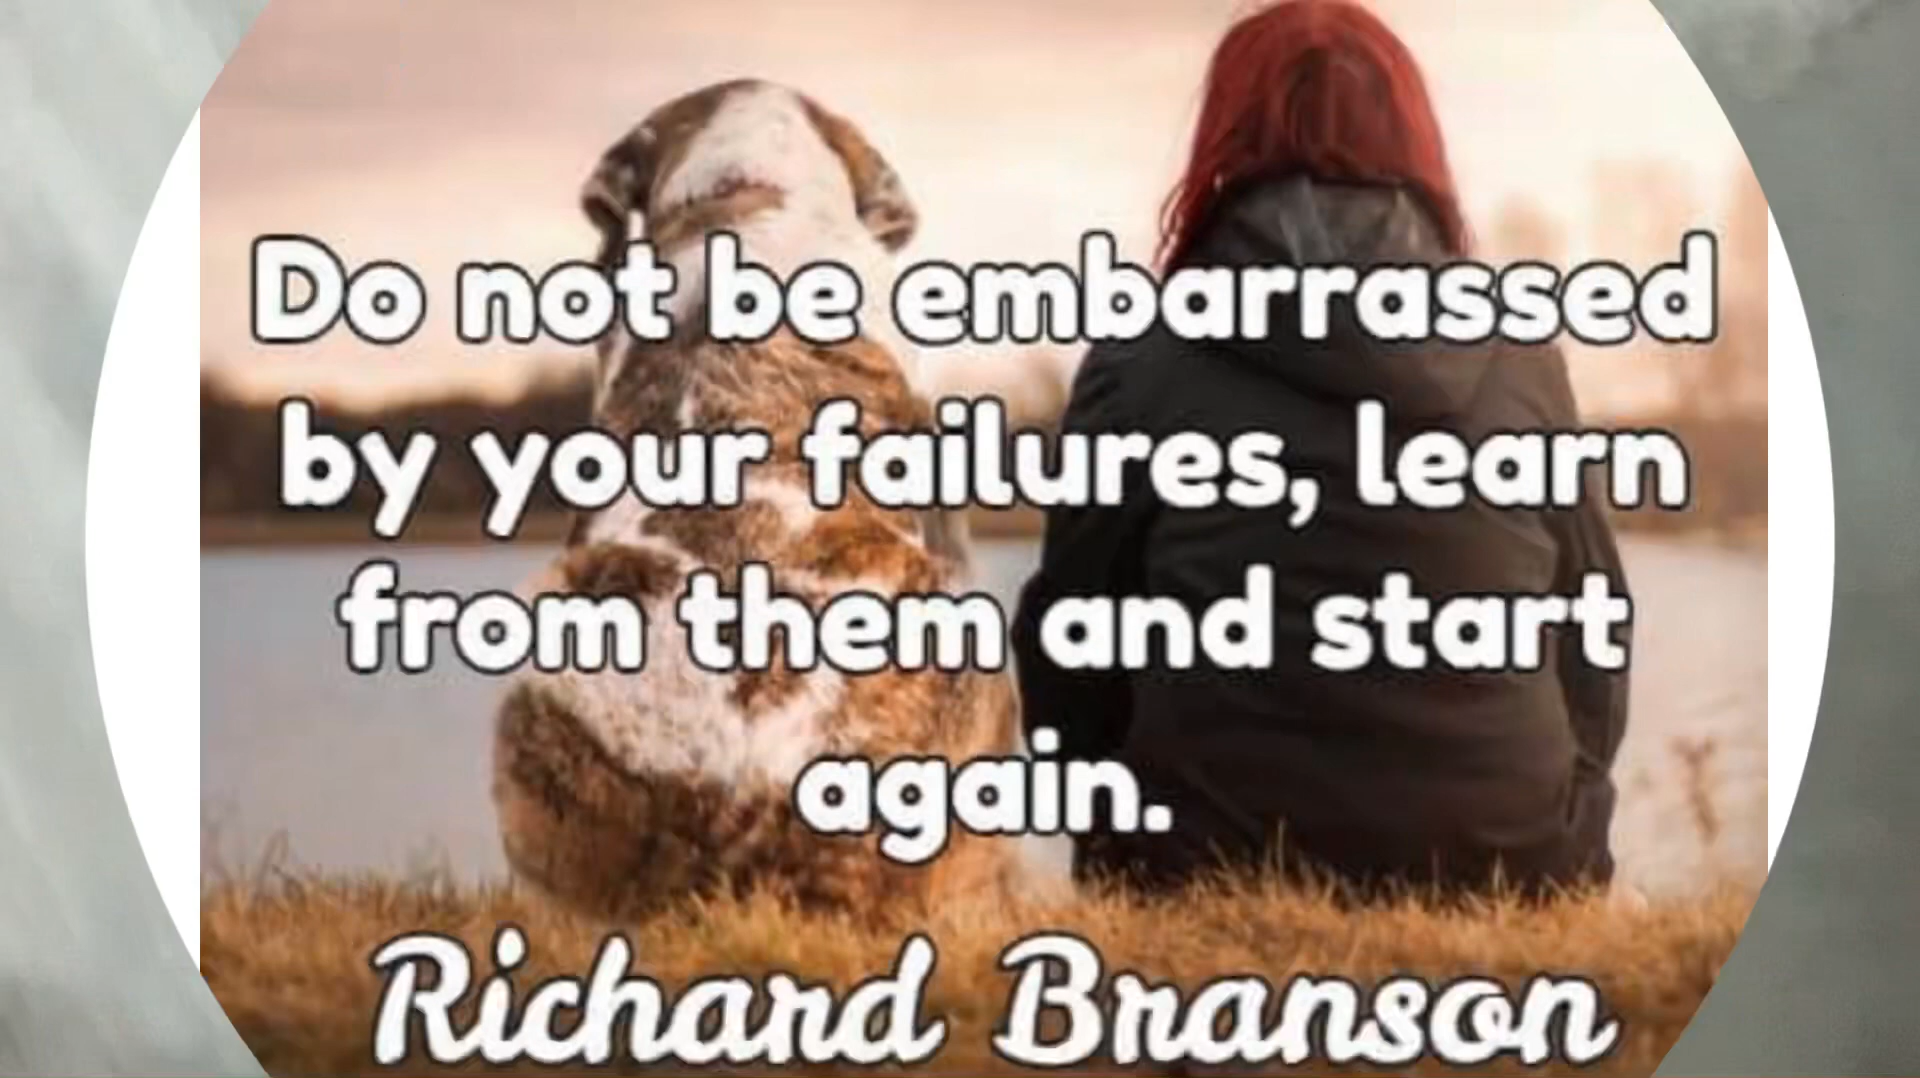 Do not be embarrassed
by your failures, learn
from them and start
again.
Richard Branson